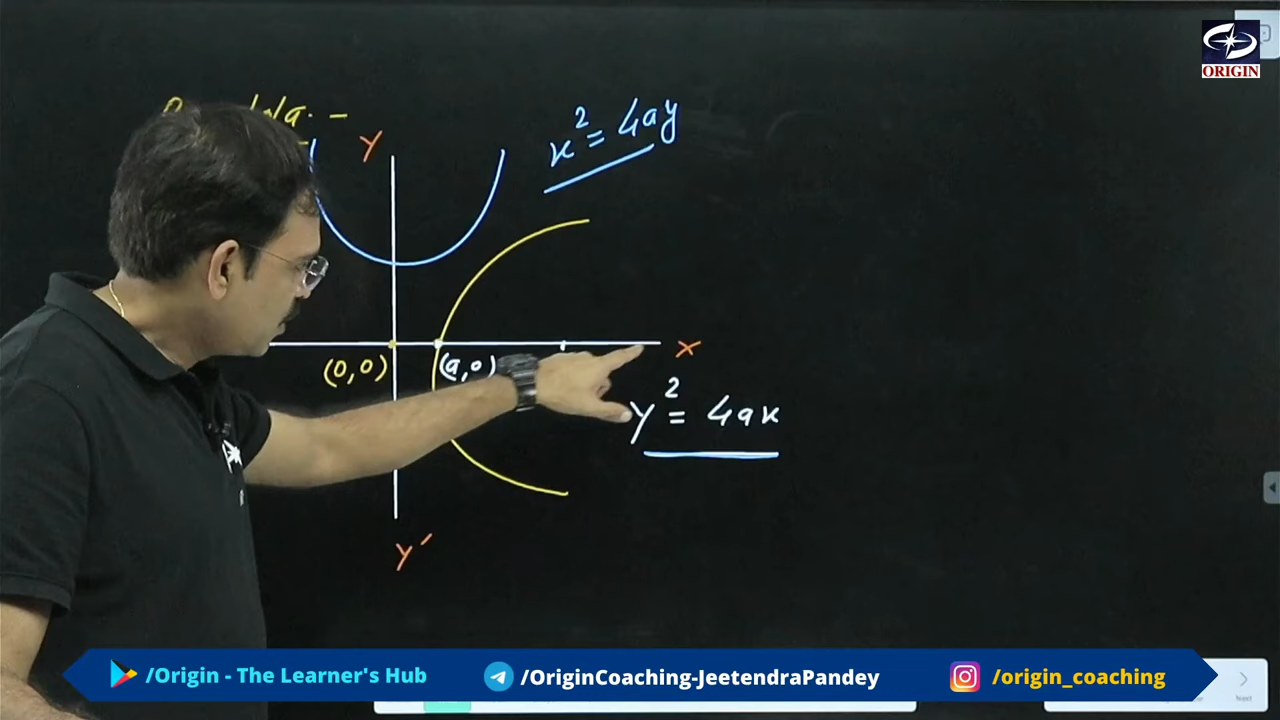 ORIGIN
x² = 4ay
Y
X
(0,0)
(a,0)
y² = 4ax
Y′
/Origin - The Learner's Hub
/OriginCoaching-JeetendraPandey
/origin_coaching